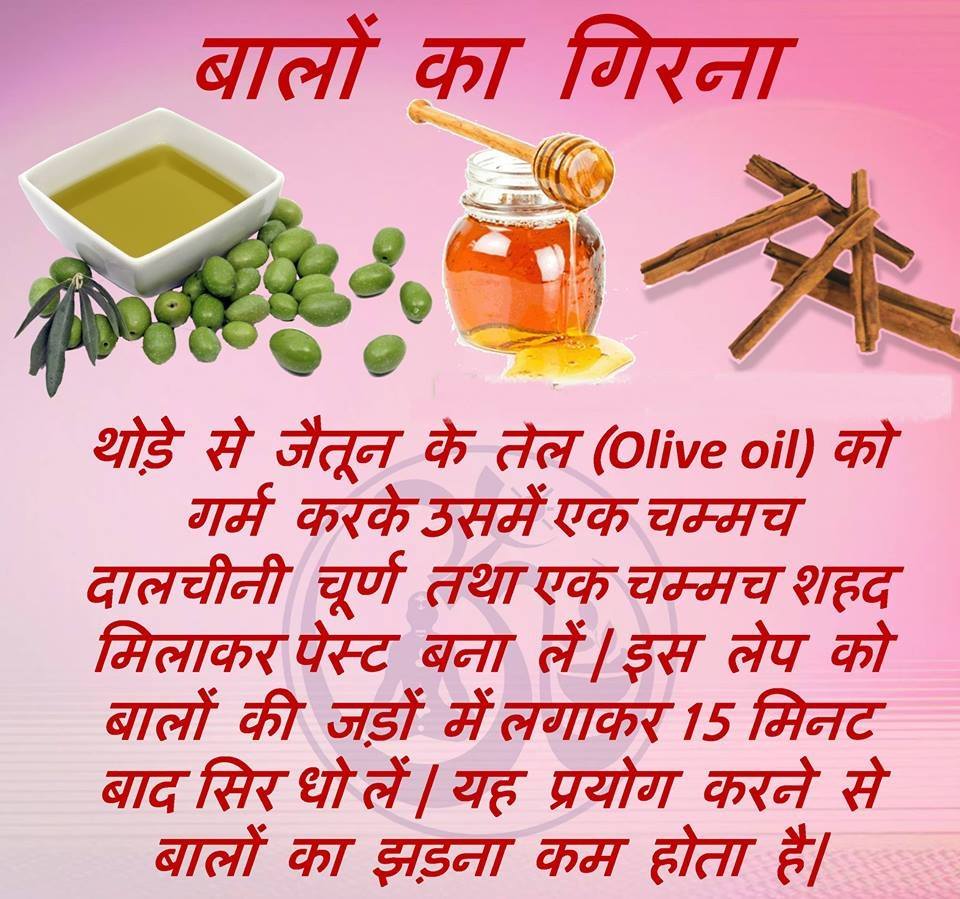 बालों का गिरना
थोड़े से जैतून के तेल (Olive oil) को
गर्म करके उसमें एक चम्मच
दालचीनी चूर्ण तथा एक चम्मच शहद
मिलाकर पेस्ट बना लें | इस लेप को
बालों की जड़ों में लगाकर 15 मिनट
बाद सिर धो लें | यह प्रयोग करने से
बालों का झड़ना कम होता है|